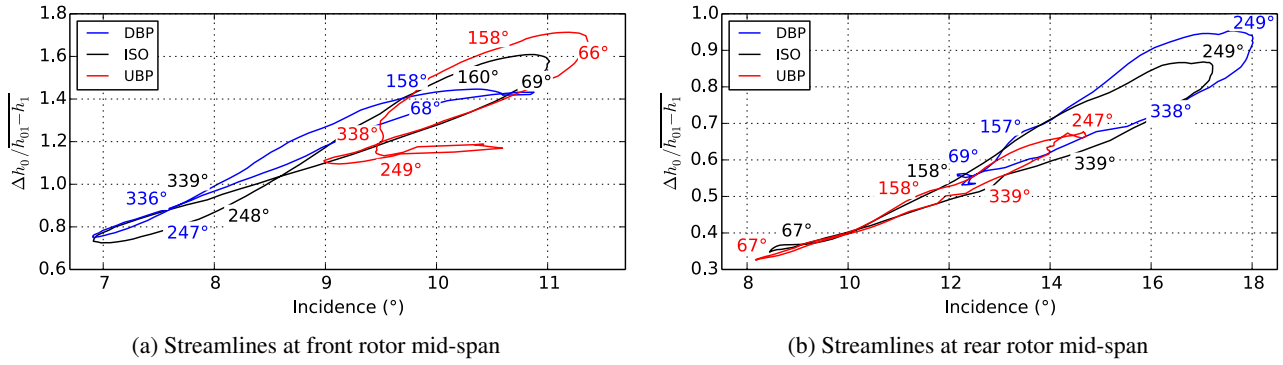 1.8
1.6
1.4
1.2
1.0
0.8
0.6
Δh₀/h₀₁−h₁
DBP
ISO
UBP
158°
66°
158°
160°
69°
68°
338°
249°
339°
336°
248°
247°
7 8 9 10 11
Incidence (°)
(a) Streamlines at front rotor mid-span
1.0
0.9
0.8
0.7
0.6
0.5
0.4
0.3
Δh₀/h₀₁−h₁
DBP
ISO
UBP
249°
249°
338°
157°
247°
69°
158°
339°
158°
339°
67°
67°
8 10 12 14 16 18
Incidence (°)
(b) Streamlines at rear rotor mid-span